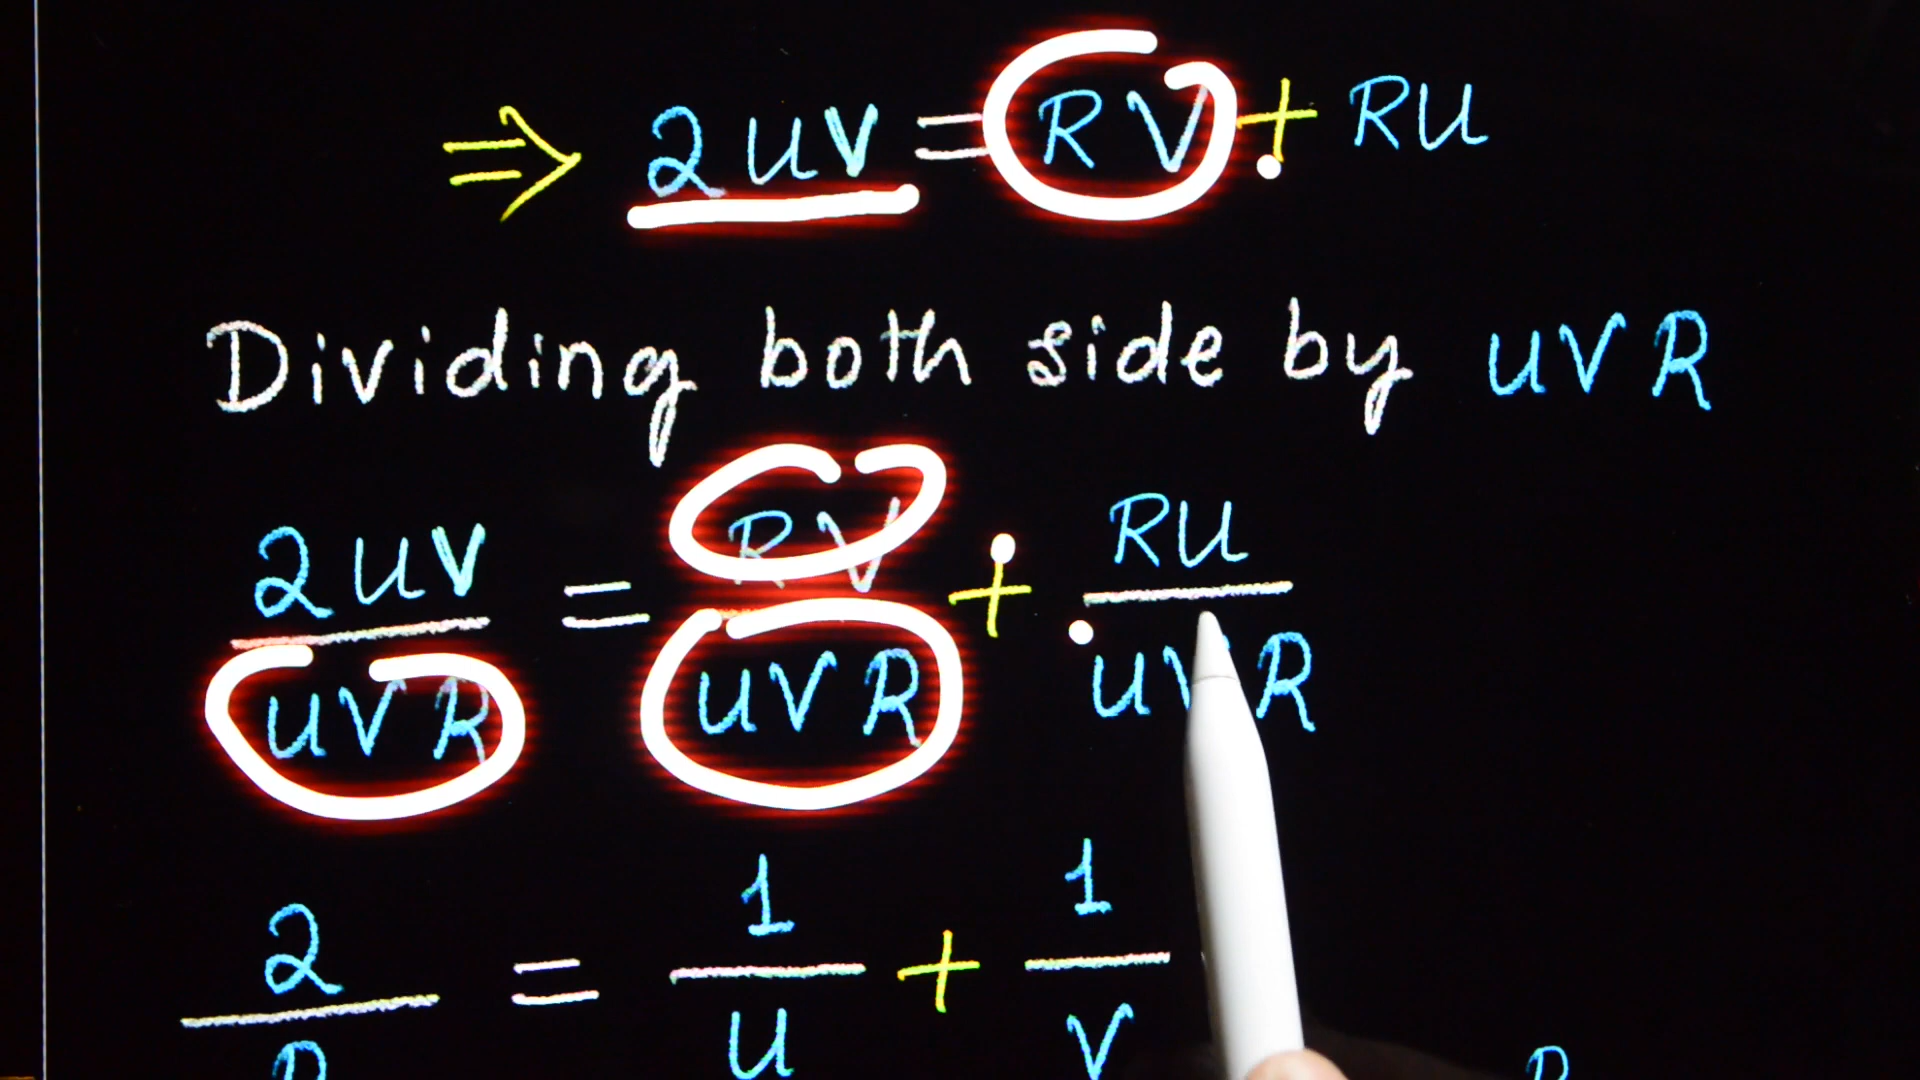 ⇒ 2UV = RV + RU
Dividing both side by UVR
2UV/UVR = RV/UVR + RU/UVR
2/R = 1/U + 1/V